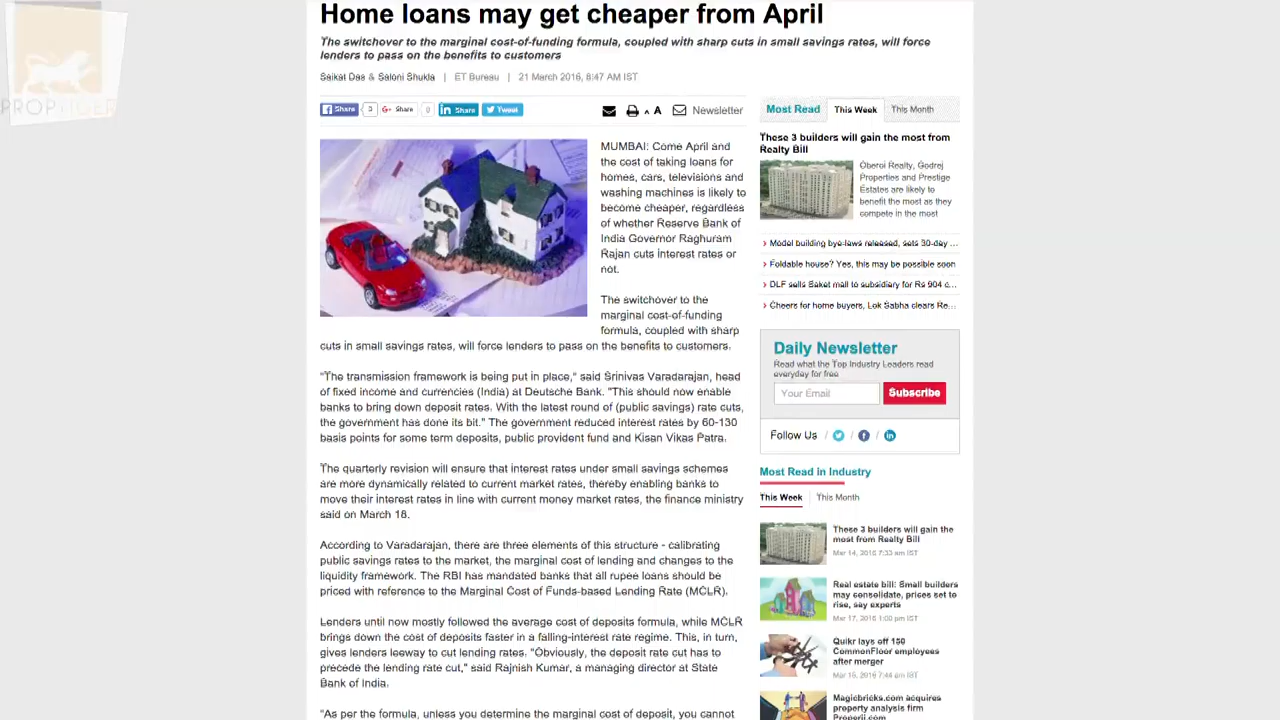 Home loans may get cheaper from April
The switchover to the marginal cost-of-funding formula, coupled with sharp cuts in small savings rates, will force
lenders to pass on the benefits to customers
Saikat Das & Saloni Shukla | ET Bureau | 21 March 2016, 8:47 AM IST
Share 3 Share 0 Share Tweet
A A Newsletter
MUMBAI: Come April and
the cost of taking loans for
homes, cars, televisions and
washing machines is likely to
become cheaper, regardless
of whether Reserve Bank of
India Governor Raghuram
Rajan cuts interest rates or
not.
The switchover to the
marginal cost-of-funding
formula, coupled with sharp
cuts in small savings rates, will force lenders to pass on the benefits to customers.
"The transmission framework is being put in place," said Srinivas Varadarajan, head
of fixed income and currencies (India) at Deutsche Bank. "This should now enable
banks to bring down deposit rates. With the latest round of (public savings) rate cuts,
the government has done its bit." The government reduced interest rates by 60-130
basis points for some term deposits, public provident fund and Kisan Vikas Patra.
The quarterly revision will ensure that interest rates under small savings schemes
are more dynamically related to current market rates, thereby enabling banks to
move their interest rates in line with current money market rates, the finance ministry
said on March 18.
According to Varadarajan, there are three elements of this structure - calibrating
public savings rates to the market, the marginal cost of lending and changes to the
liquidity framework. The RBI has mandated banks that all rupee loans should be
priced with reference to the Marginal Cost of Funds-based Lending Rate (MCLR).
Lenders until now mostly followed the average cost of deposits formula, while MCLR
brings down the cost of deposits faster in a falling-interest rate regime. This, in turn,
gives lenders leeway to cut lending rates. "Obviously, the deposit rate cut has to
precede the lending rate cut," said Rajnish Kumar, a managing director at State
Bank of India.
"As per the formula, unless you determine the marginal cost of deposit, you cannot
Most Read This Week This Month
These 3 builders will gain the most from
Realty Bill
Oberoi Realty, Godrej
Properties and Prestige
Estates are likely to
benefit the most as they
compete in the most
Model building bye-laws released, sets 30-day ...
Foldable house? Yes, this may be possible soon
DLF sells Saket mall to subsidiary for Rs 904 c...
Cheers for home buyers, Lok Sabha clears Re...
Daily Newsletter
Read what the Top Industry Leaders read
everyday for free
Your Email Subscribe
Follow Us / / /
Most Read in Industry
This Week This Month
These 3 builders will gain the
most from Realty Bill
Mar 14, 2016 7:33 am IST
Real estate bill: Small builders
may consolidate, prices set to
rise, say experts
Mar 17, 2016 1:00 pm IST
Quikr lays off 150
CommonFloor employees
after merger
Mar 16, 2016 7:44 am IST
Magicbricks.com acquires
property analysis firm
Properji.com
PROPTIGER